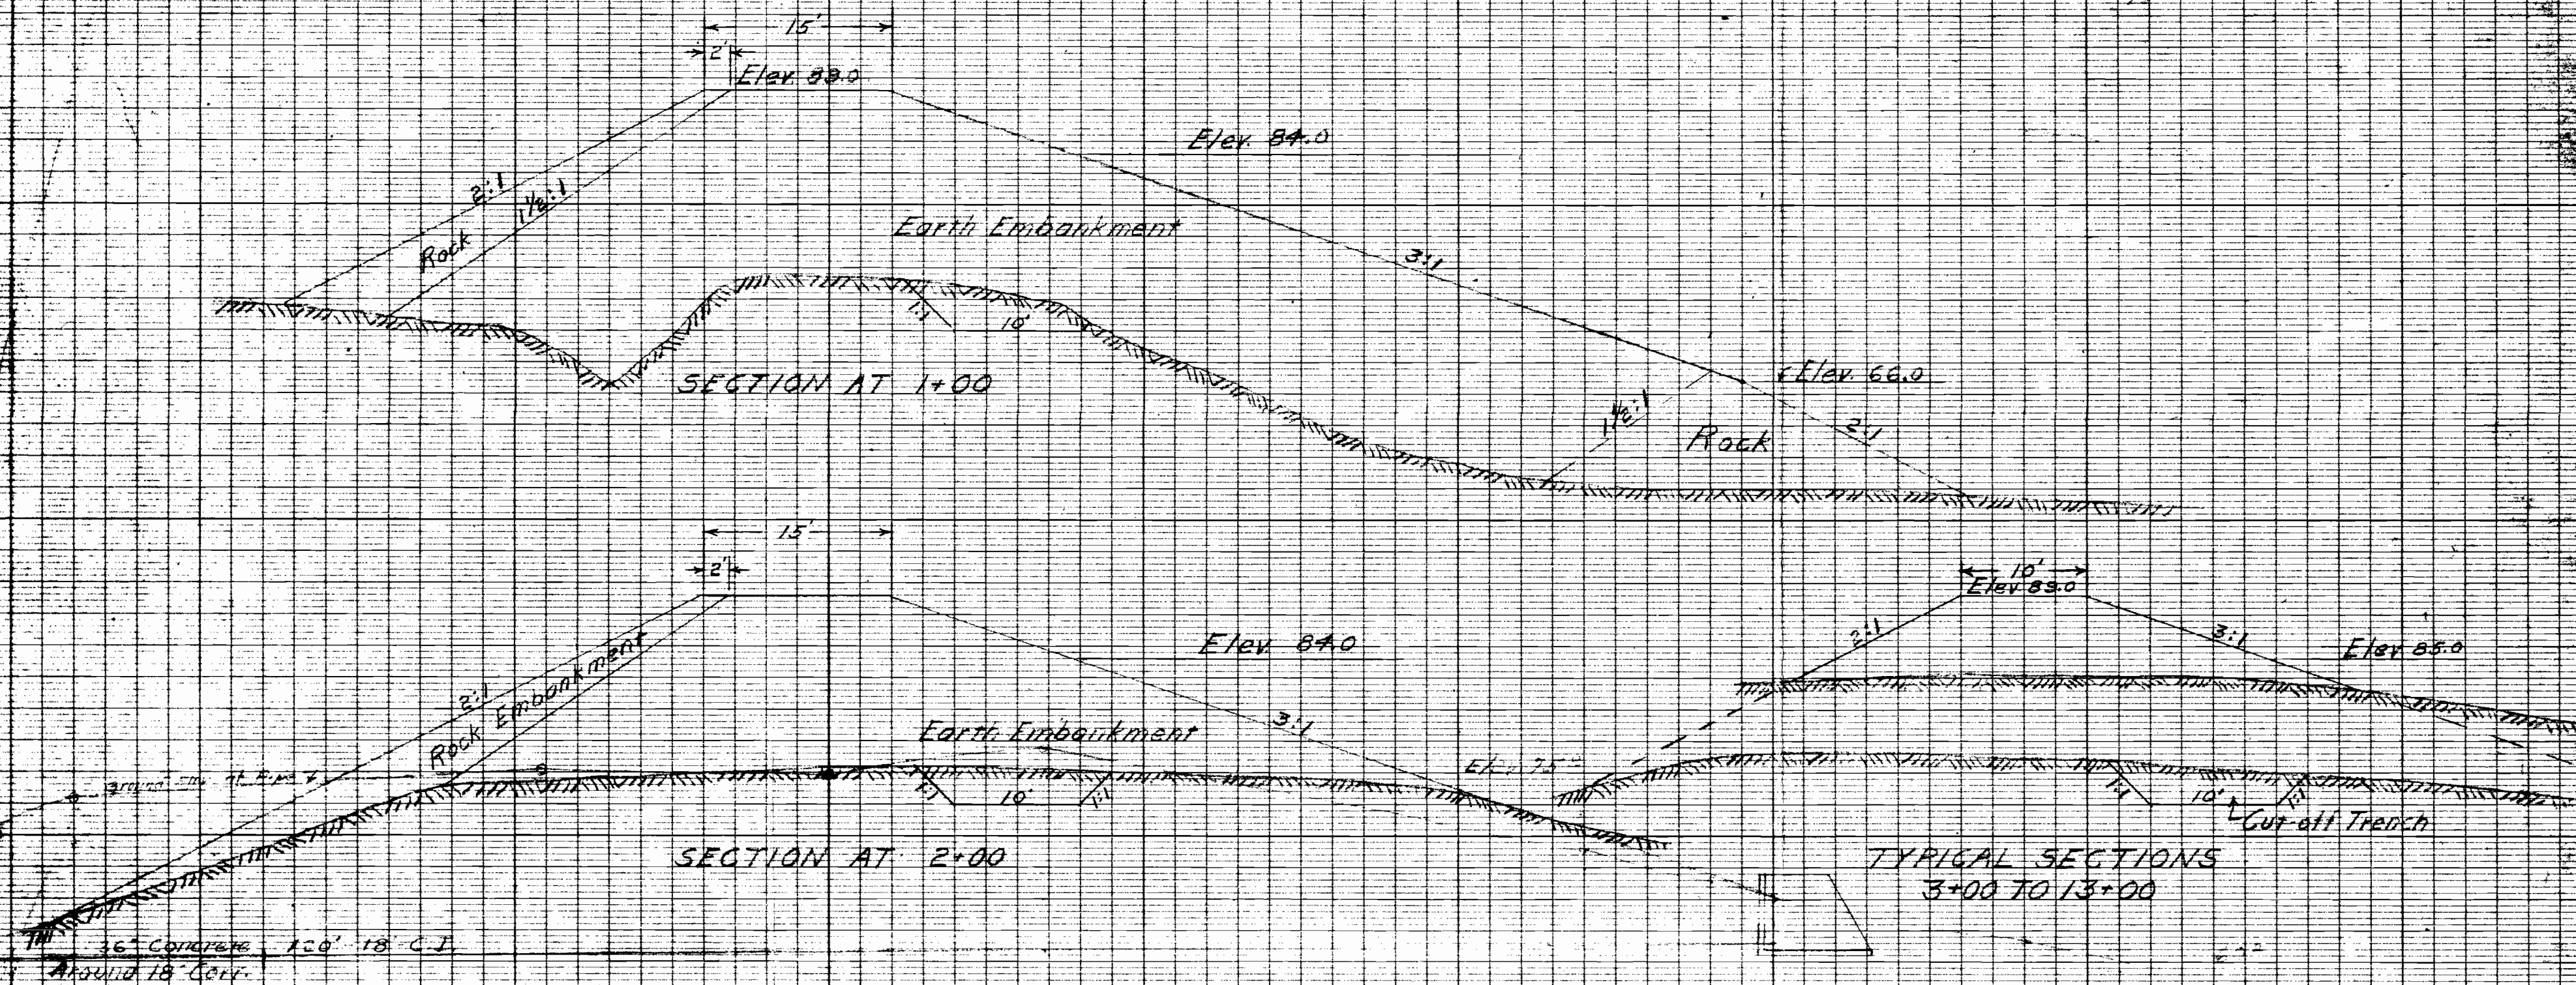 15'
2'
Elev. 89.0
Elev. 84.0
2:1
1½:1
Rock
Earth Embankment
3:1
1:1
10'
SECTION AT 1+00
Elev. 66.0
1½:1
Rock
2:1
15'
2'
10'
Elev. 89.0
2:1
Rock Embankment
Elev. 84.0
3:1
Earth Embankment
1:1
10'
1:1
SECTION AT 2+00
2:1
3:1
Elev 85.0
Elev 75
1:1
10'
1:1
Cut-off Trench
TYPICAL SECTIONS
3+00 TO 13+00
36" Concrete 120' 18" C.I.
Around 18" Corr.